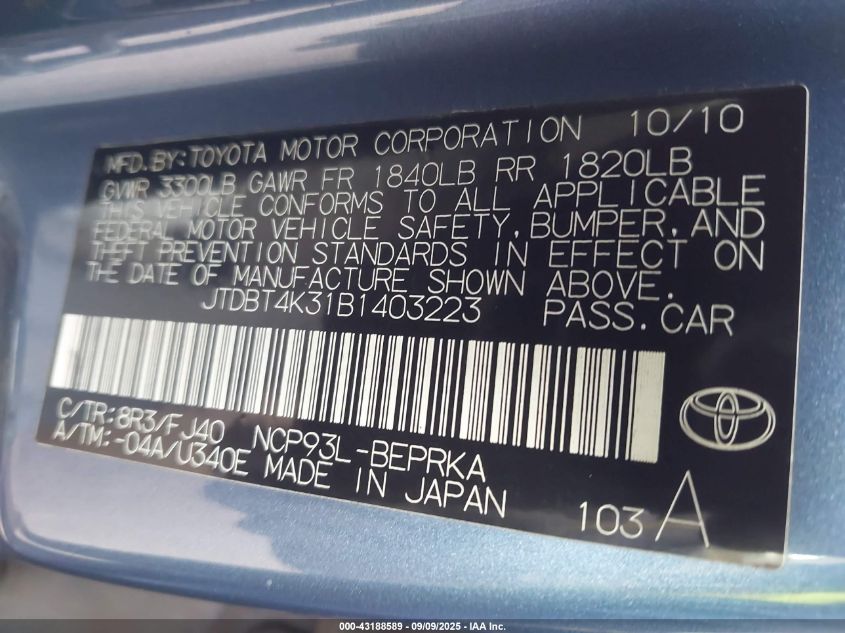 MFD.BY:TOYOTA MOTOR CORPORATION 10/10
GVWR 3300LB GAWR FR 1840LB RR 1820LB
THIS VEHICLE CONFORMS TO ALL APPLICABLE
FEDERAL MOTOR VEHICLE SAFETY, BUMPER, AND
THEFT PREVENTION STANDARDS IN EFFECT ON
THE DATE OF MANUFACTURE SHOWN ABOVE.
JTDBT4K31B1403223 PASS.CAR
C/TR:8R3/FJ40 NCP93L-BEPRKA
A/TM:-04A/U340E MADE IN JAPAN
103 A
000-43188589 - 09/09/2025 - IAA Inc.